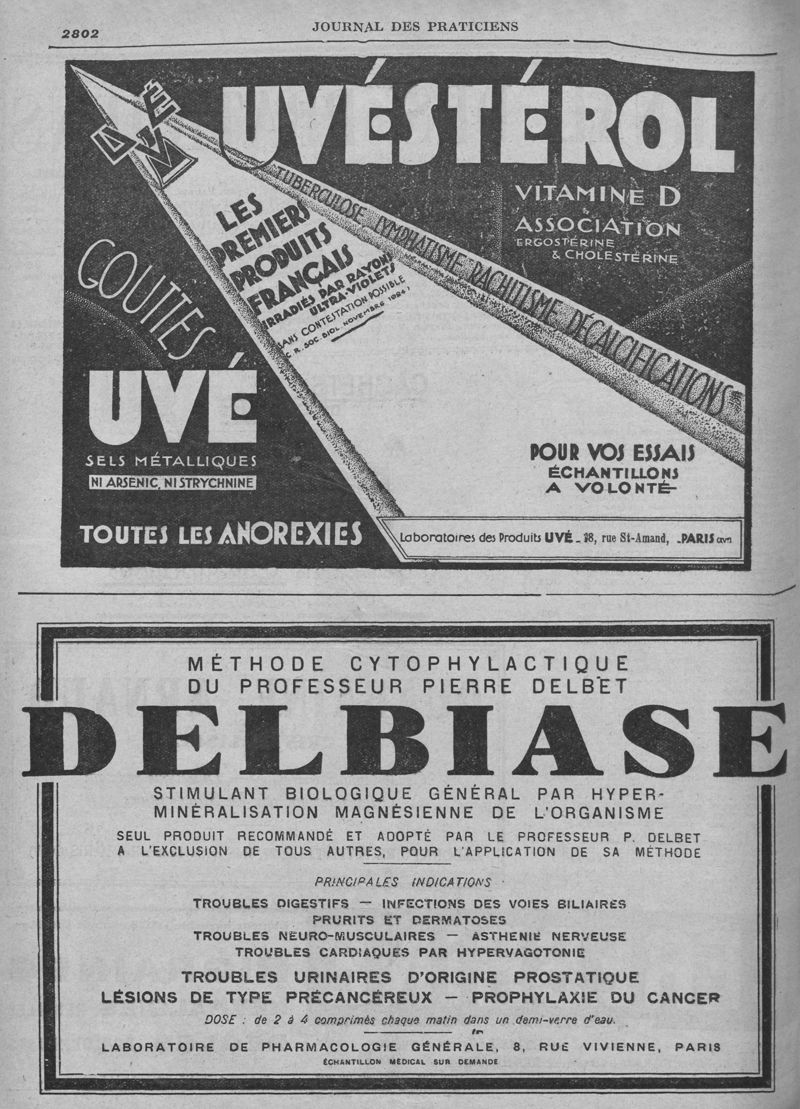 2802
JOURNAL DES PRATICIENS
UVÉ
UVÉSTÉROL
VITAMINE D
&
ASSOCIATION
ERGOSTÉRINE
& CHOLESTÉRINE
TUBERCULOSE LYMPHATISME RACHITISME DÉCALCIFICATIONS
LES
PREMIERS
PRODUITS
FRANÇAIS
IRRADIÉS PAR RAYONS
ULTRA-VIOLETS
SANS CONTESTATION POSSIBLE
C. R. SOC. BIOL. NOVEMBRE 1924
GOUTTES
UVÉ
SELS MÉTALLIQUES
NI ARSENIC, NI STRYCHNINE
TOUTES LES ANOREXIES
POUR VOS ESSAIS
ÉCHANTILLONS
A VOLONTÉ
Laboratoires des Produits UVÉ - 18, rue St-Amand, - PARIS
MÉTHODE CYTOPHYLACTIQUE
DU PROFESSEUR PIERRE DELBET
DELBIASE
STIMULANT BIOLOGIQUE GÉNÉRAL PAR HYPER-
MINÉRALISATION MAGNÉSIENNE DE L'ORGANISME
SEUL PRODUIT RECOMMANDÉ ET ADOPTÉ PAR LE PROFESSEUR P. DELBET
A L'EXCLUSION DE TOUS AUTRES, POUR L'APPLICATION DE SA MÉTHODE
PRINCIPALES INDICATIONS
TROUBLES DIGESTIFS — INFECTIONS DES VOIES BILIAIRES
PRURITS ET DERMATOSES
TROUBLES NEURO-MUSCULAIRES — ASTHÉNIE NERVEUSE
TROUBLES CARDIAQUES PAR HYPERVAGOTONIE
TROUBLES URINAIRES D'ORIGINE PROSTATIQUE
LÉSIONS DE TYPE PRÉCANCÉREUX — PROPHYLAXIE DU CANCER
DOSE : de 2 à 4 comprimés chaque matin dans un demi-verre d'eau.
LABORATOIRE DE PHARMACOLOGIE GÉNÉRALE, 8, RUE VIVIENNE, PARIS
ÉCHANTILLON MÉDICAL SUR DEMANDE